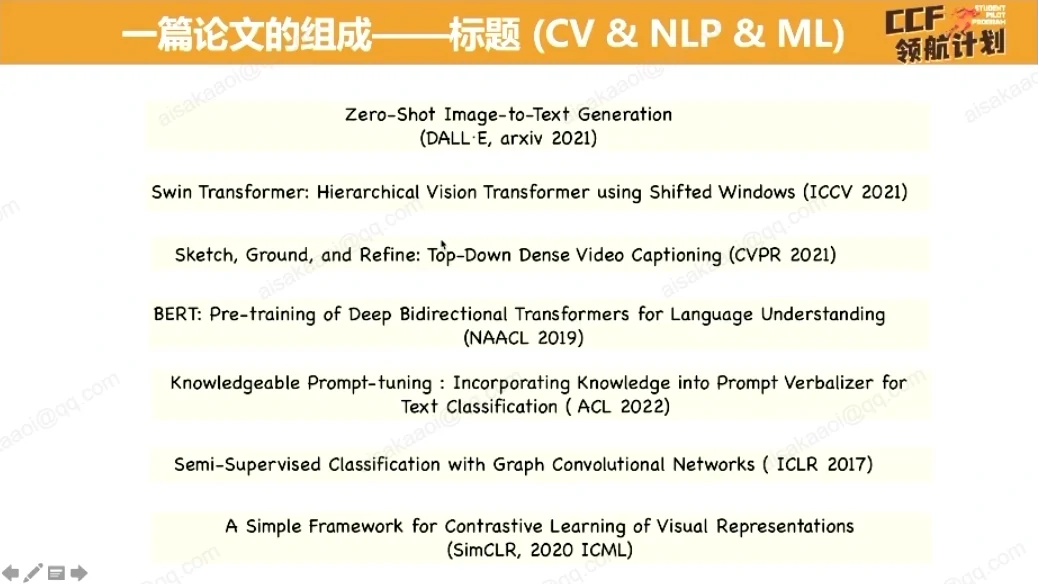 一篇论文的组成——标题 (CV & NLP & ML)
CCF
STUDENT
PILOT
PROGRAM
领航计划
Zero-Shot Image-to-Text Generation
(DALL·E, arxiv 2021)
Swin Transformer: Hierarchical Vision Transformer using Shifted Windows (ICCV 2021)
Sketch, Ground, and Refine: Top-Down Dense Video Captioning (CVPR 2021)
BERT: Pre-training of Deep Bidirectional Transformers for Language Understanding
(NAACL 2019)
Knowledgeable Prompt-tuning : Incorporating Knowledge into Prompt Verbalizer for
Text Classification ( ACL 2022)
Semi-Supervised Classification with Graph Convolutional Networks ( ICLR 2017)
A Simple Framework for Contrastive Learning of Visual Representations
(SimCLR, 2020 ICML)
aisakaaoi@qq.com